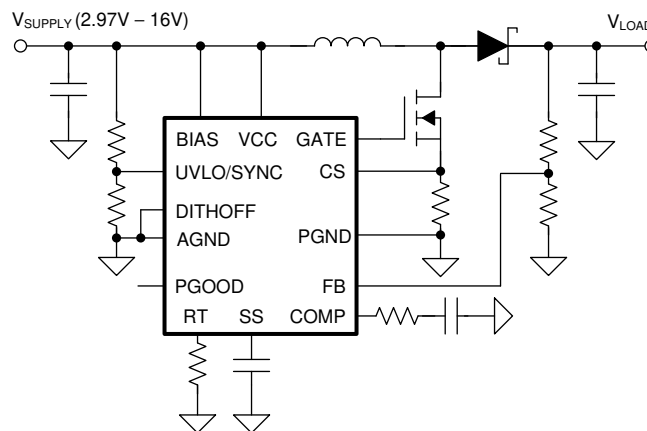 VSUPPLY (2.97V – 16V)
VLOAD
BIAS VCC GATE
UVLO/SYNC CS
DITHOFF
AGND PGND
PGOOD FB
RT SS COMP